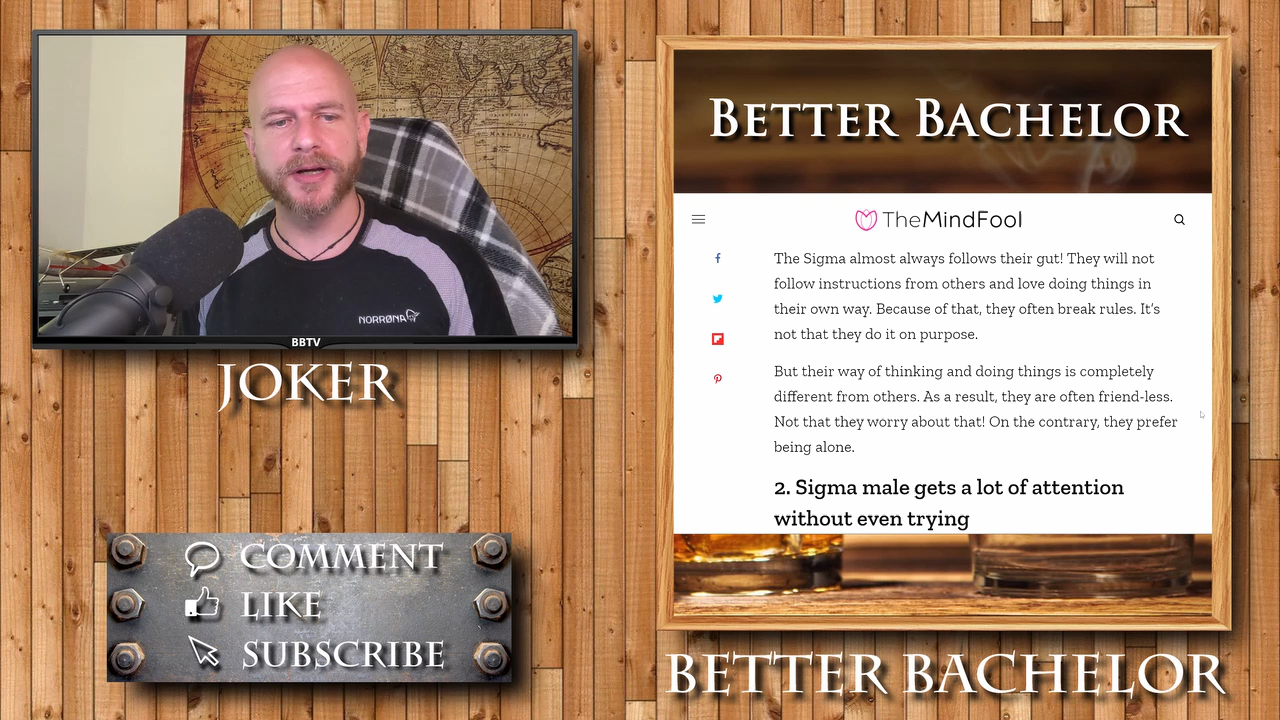 NORRØNA
BBTV
JOKER
COMMENT
LIKE
SUBSCRIBE
BETTER BACHELOR
TheMindFool
The Sigma almost always follows their gut! They will not
follow instructions from others and love doing things in
their own way. Because of that, they often break rules. It's
not that they do it on purpose.
But their way of thinking and doing things is completely
different from others. As a result, they are often friend-less.
Not that they worry about that! On the contrary, they prefer
being alone.
2. Sigma male gets a lot of attention
without even trying
BETTER BACHELOR